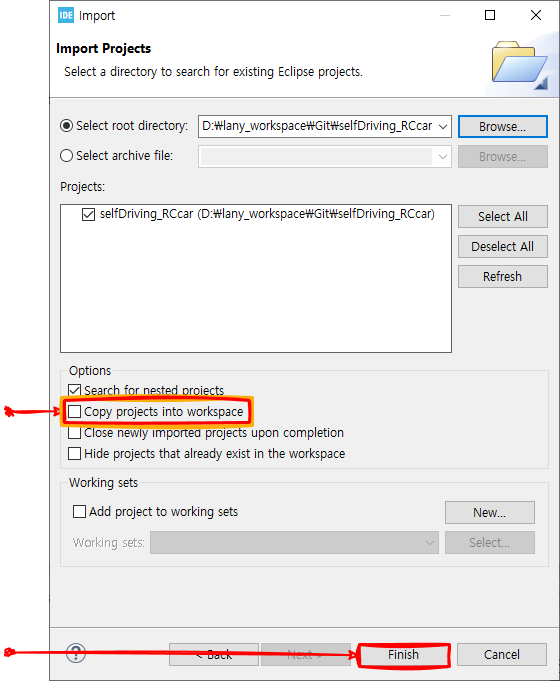 IDE Import
Import Projects
Select a directory to search for existing Eclipse projects.
Select root directory: D:₩lany_workspace₩Git₩selfDriving_RCcar Browse...
Select archive file: Browse...
Projects:
selfDriving_RCcar (D:₩lany_workspace₩Git₩selfDriving_RCcar)
Select All
Deselect All
Refresh
Options
Search for nested projects
Copy projects into workspace
Close newly imported projects upon completion
Hide projects that already exist in the workspace
Working sets
Add project to working sets New...
Working sets: Select...
? < Back Next > Finish Cancel